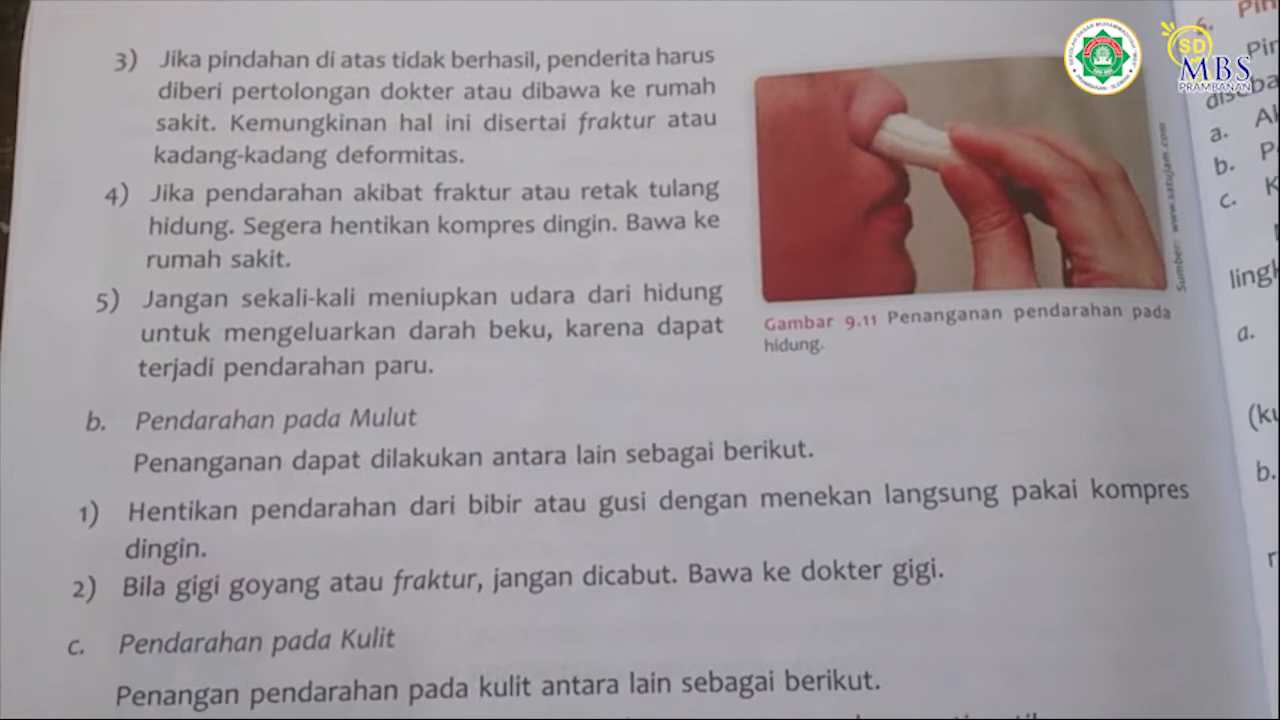 3) Jika pindahan di atas tidak berhasil, penderita harus
diberi pertolongan dokter atau dibawa ke rumah
sakit. Kemungkinan hal ini disertai fraktur atau
kadang-kadang deformitas.
4) Jika pendarahan akibat fraktur atau retak tulang
hidung. Segera hentikan kompres dingin. Bawa ke
rumah sakit.
5) Jangan sekali-kali meniupkan udara dari hidung
untuk mengeluarkan darah beku, karena dapat
terjadi pendarahan paru.
Sumber: www.satujam.com
Gambar 9.11 Penanganan pendarahan pada
hidung.
b. Pendarahan pada Mulut
Penanganan dapat dilakukan antara lain sebagai berikut.
1) Hentikan pendarahan dari bibir atau gusi dengan menekan langsung pakai kompres
dingin.
2) Bila gigi goyang atau fraktur, jangan dicabut. Bawa ke dokter gigi.
c. Pendarahan pada Kulit
Penangan pendarahan pada kulit antara lain sebagai berikut.
SD
MBS
PRAMBANAN
a.
b.
c.
a.
b.